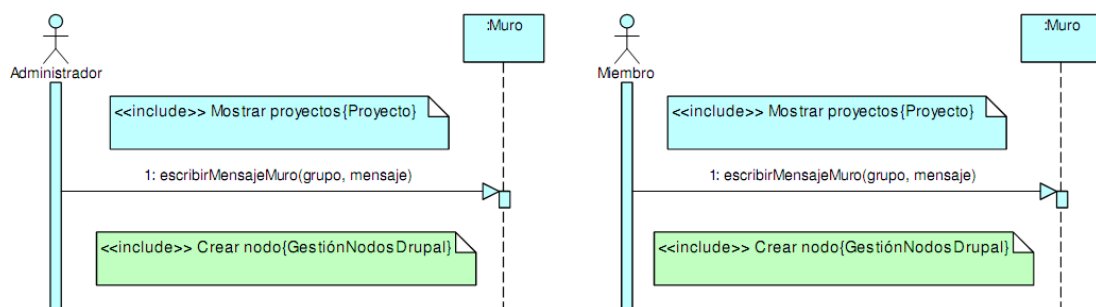 :Muro
Administrador
<<include>> Mostrar proyectos{Proyecto}
1: escribirMensajeMuro(grupo, mensaje)
<<include>> Crear nodo{GestiónNodosDrupal}
:Muro
Miembro
<<include>> Mostrar proyectos{Proyecto}
1: escribirMensajeMuro(grupo, mensaje)
<<include>> Crear nodo{GestiónNodosDrupal}